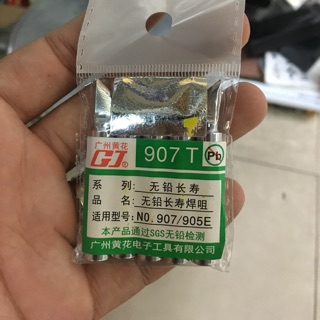 广州黄花
GJ®
907 T
Pb
系 列: 无铅长寿
品 名: 无铅长寿焊咀
适用型号: NO. 907/905E
本产品通过SGS无铅检测
广州黄花电子工具有限公司